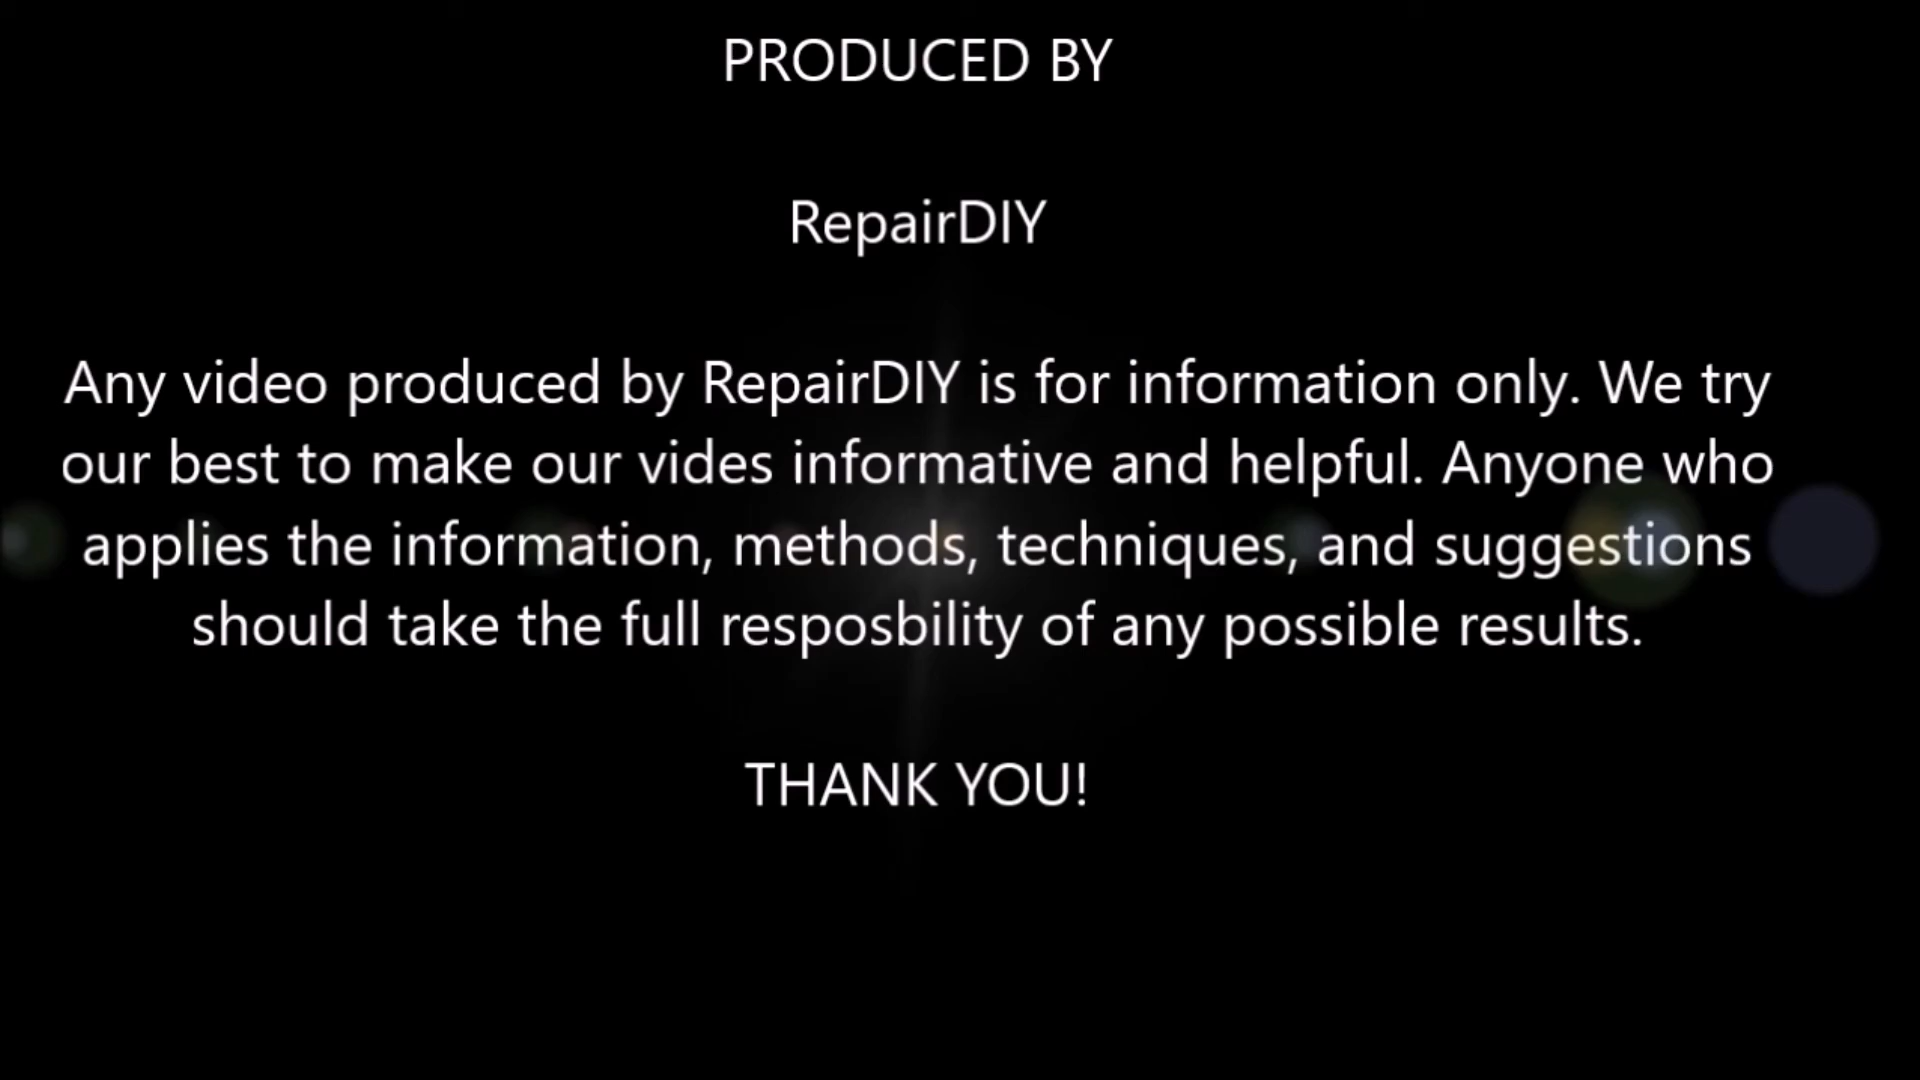 PRODUCED BY
RepairDIY
Any video produced by RepairDIY is for information only. We try
our best to make our vides informative and helpful. Anyone who
applies the information, methods, techniques, and suggestions
should take the full resposbility of any possible results.
THANK YOU!